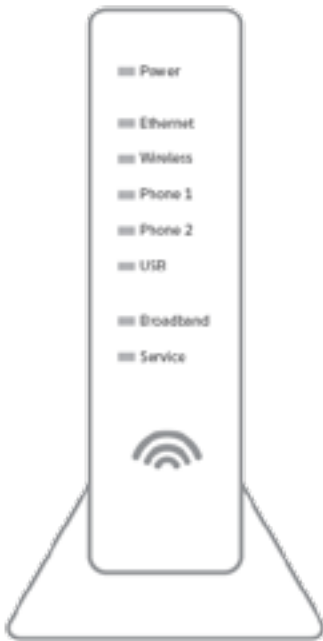 Power
Ethernet
Wireless
Phone 1
Phone 2
USB
Broadband
Service